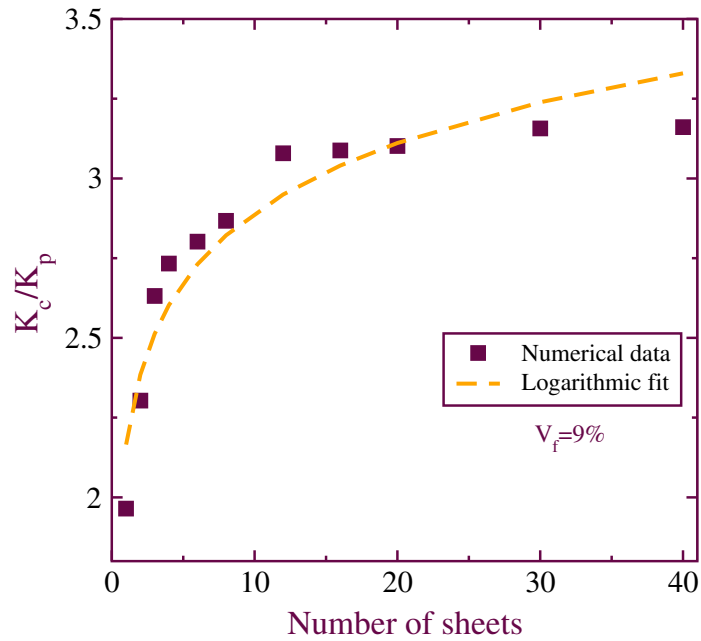 3.5
3
2.5
2
K_c/K_p
Numerical data
Logarithmic fit
V_f=9%
0 10 20 30 40
Number of sheets